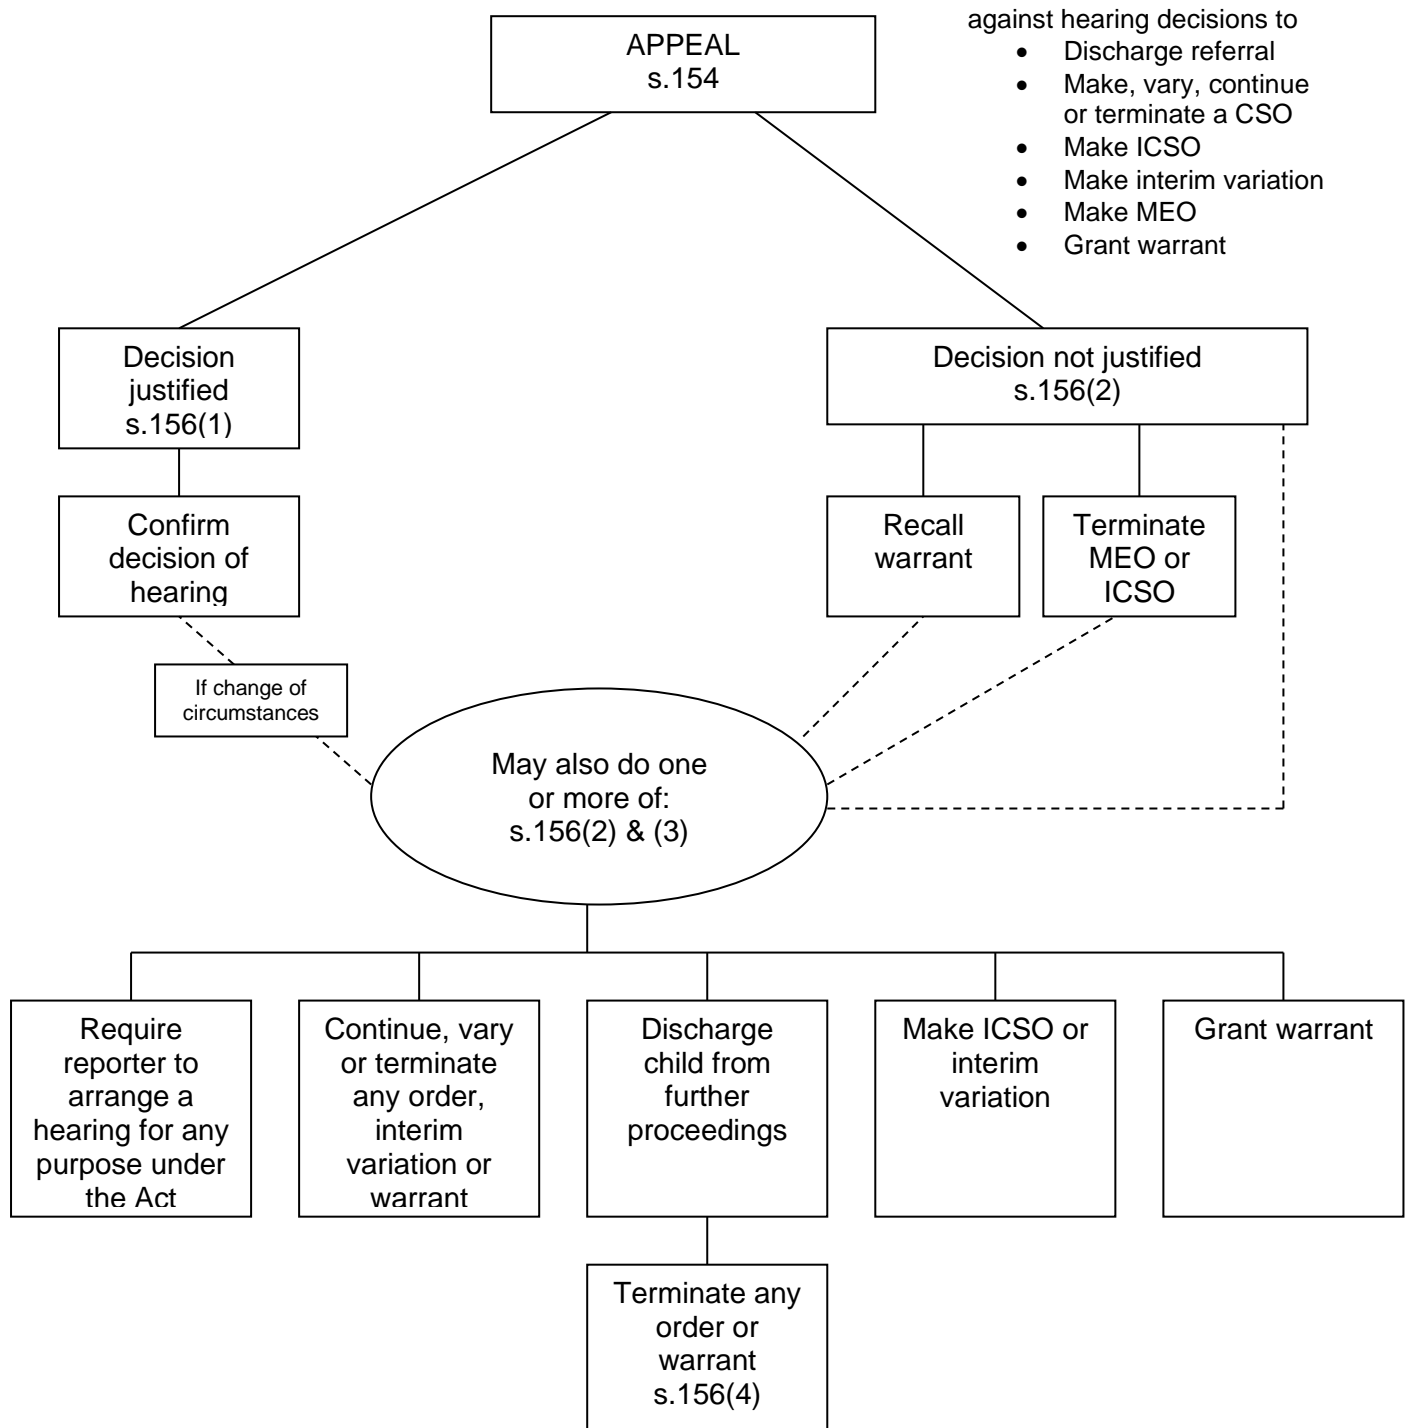 APPEAL
s.154
against hearing decisions to
• Discharge referral
• Make, vary, continue
or terminate a CSO
• Make ICSO
• Make interim variation
• Make MEO
• Grant warrant
Decision
justified
s.156(1)
Decision not justified
s.156(2)
Confirm
decision of
hearing
Recall
warrant
Terminate
MEO or
ICSO
If change of
circumstances
May also do one
or more of:
s.156(2) & (3)
Require
reporter to
arrange a
hearing for any
purpose under
the Act
Continue, vary
or terminate
any order,
interim
variation or
warrant
Discharge
child from
further
proceedings
Make ICSO or
interim
variation
Grant warrant
Terminate any
order or
warrant
s.156(4)